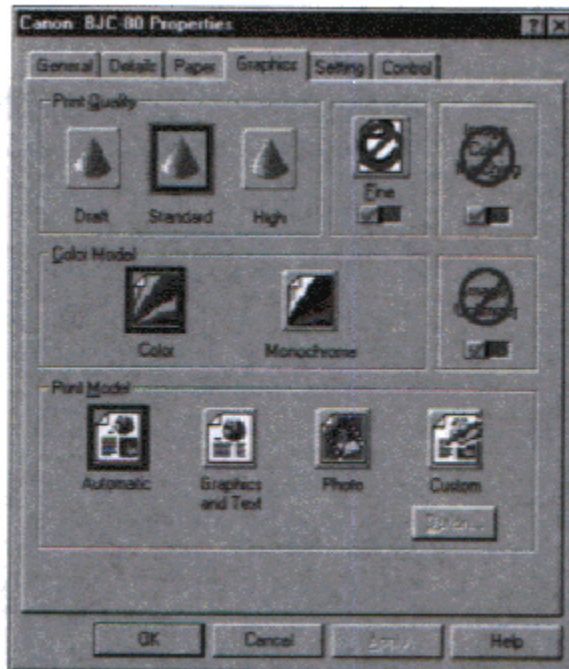 Canon BJC-80 Properties
General Details Paper Graphics Setting Control
Print Quality
Draft Standard High
Fine
Color Model
Color Monochrome
Print Model
Automatic Graphics and Text Photo Custom
OK Cancel Apply Help